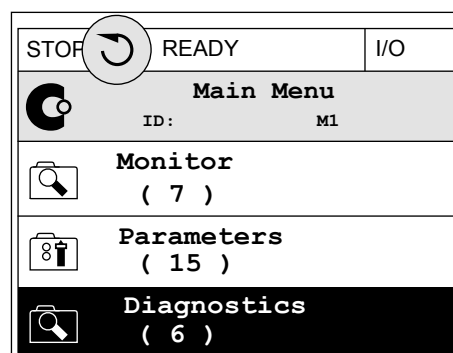 STOP READY I/O
Main Menu
ID: M1
Monitor
( 7 )
Parameters
( 15 )
Diagnostics
( 6 )